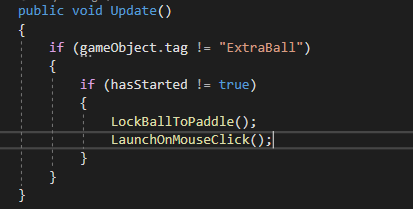 public void Update()
{
if (gameObject.tag != "ExtraBall")
{
if (hasStarted != true)
{
LockBallToPaddle();
LaunchOnMouseClick();
}
}
}